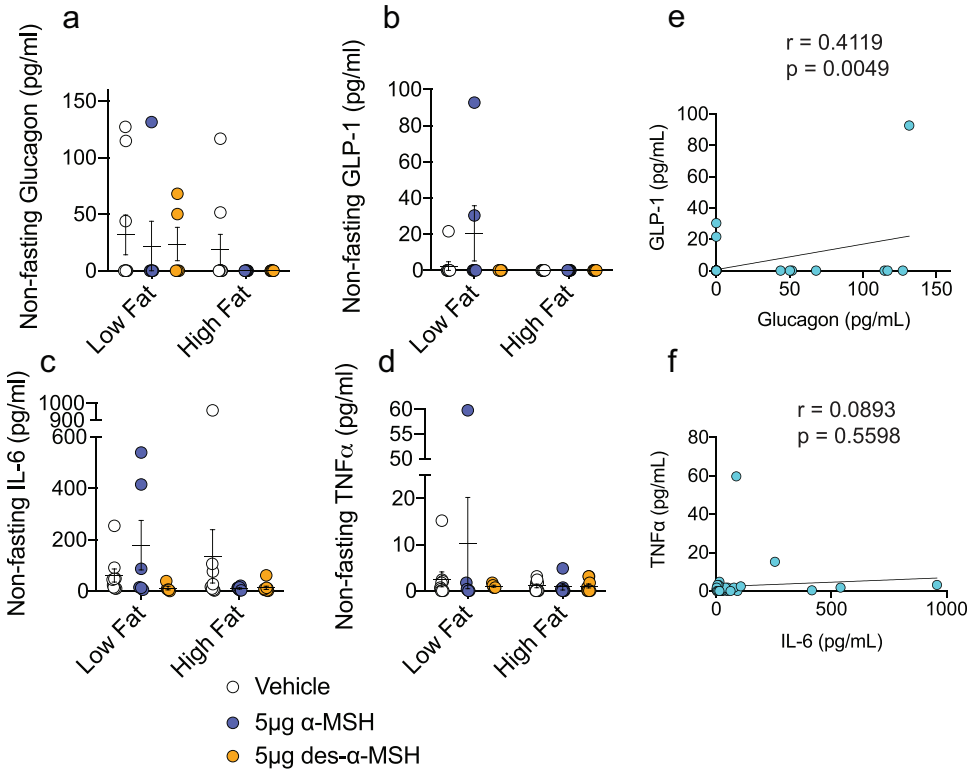 a
Non-fasting Glucagon (pg/ml)
150
100
50
0
Low Fat
High Fat
b
Non-fasting GLP-1 (pg/ml)
100
80
60
40
20
0
Low Fat
High Fat
e
r = 0.4119
p = 0.0049
GLP-1 (pg/mL)
100
80
60
40
20
0
0
50
100
150
Glucagon (pg/mL)
c
Non-fasting IL-6 (pg/ml)
1000
900
600
400
200
0
Low Fat
High Fat
d
Non-fasting TNFα (pg/ml)
60
55
50
20
10
0
Low Fat
High Fat
f
r = 0.0893
p = 0.5598
TNFα (pg/mL)
80
60
40
20
0
0
500
1000
IL-6 (pg/mL)
Vehicle
5µg α-MSH
5µg des-α-MSH